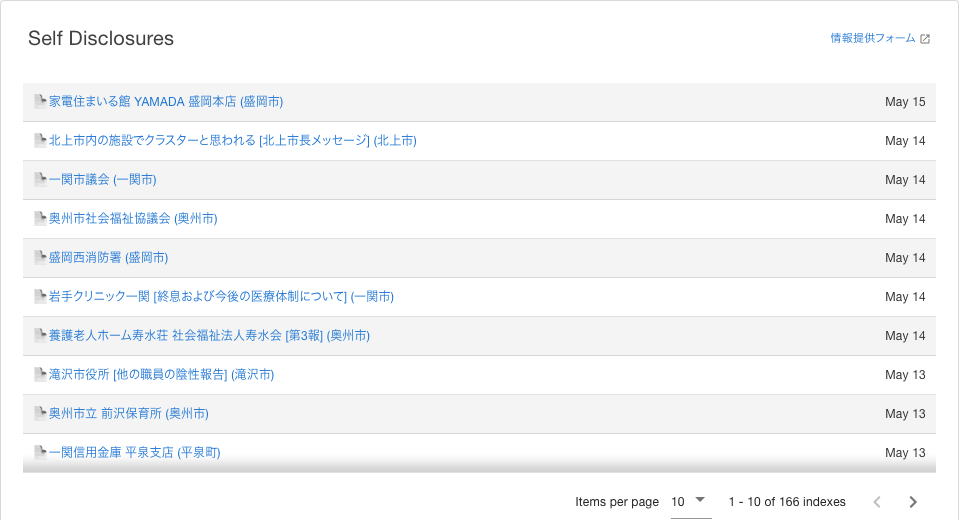 Self Disclosures
情報提供フォーム
家電住まいる館 YAMADA 盛岡本店 (盛岡市) May 15
北上市内の施設でクラスターと思われる [北上市長メッセージ] (北上市) May 14
一関市議会 (一関市) May 14
奥州市社会福祉協議会 (奥州市) May 14
盛岡西消防署 (盛岡市) May 14
岩手クリニック一関 [終息および今後の医療体制について] (一関市) May 14
養護老人ホーム寿水荘 社会福祉法人寿水会 [第3報] (奥州市) May 14
滝沢市役所 [他の職員の陰性報告] (滝沢市) May 13
奥州市立 前沢保育所 (奥州市) May 13
一関信用金庫 平泉支店 (平泉町) May 13
Items per page 10 1 - 10 of 166 indexes